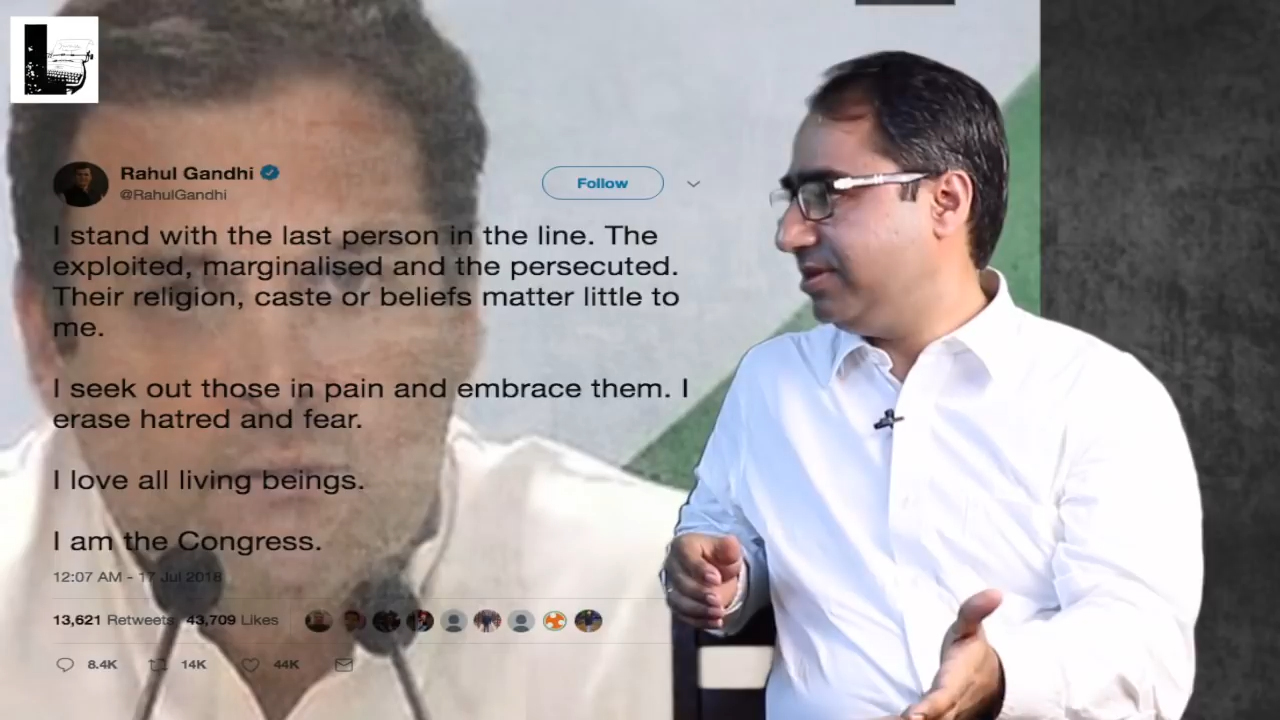 Rahul Gandhi
@RahulGandhi
Follow
I stand with the last person in the line. The
exploited, marginalised and the persecuted.
Their religion, caste or beliefs matter little to
me.
I seek out those in pain and embrace them. I
erase hatred and fear.
I love all living beings.
I am the Congress.
12:07 AM - 17 Jul 2018
13,621 Retweets 43,709 Likes
8.4K 14K 44K